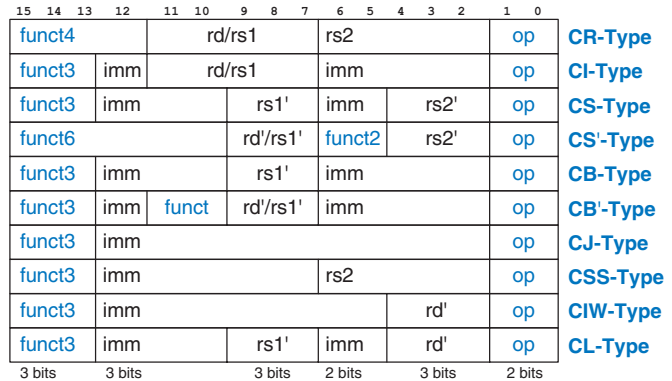 15 14 13 12 11 10 9 8 7 6 5 4 3 2 1 0
funct4 rd/rs1 rs2 op CR-Type
funct3 imm rd/rs1 imm op CI-Type
funct3 imm rs1' imm rs2' op CS-Type
funct6 rd'/rs1' funct2 rs2' op CS'-Type
funct3 imm rs1' imm op CB-Type
funct3 imm funct rd'/rs1' imm op CB'-Type
funct3 imm op CJ-Type
funct3 imm rs2 op CSS-Type
funct3 imm rd' op CIW-Type
funct3 imm rs1' imm rd' op CL-Type
3 bits 3 bits 3 bits 2 bits 3 bits 2 bits